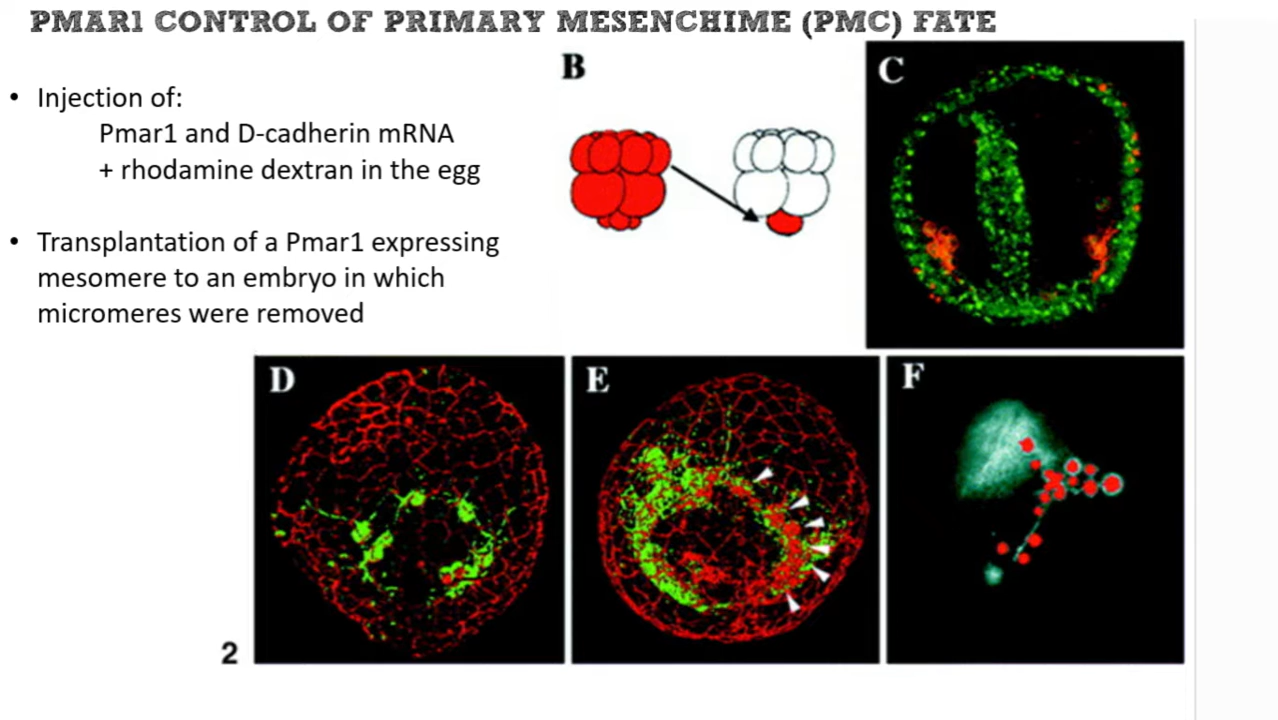 PMAR1 CONTROL OF PRIMARY MESENCHIME (PMC) FATE
• Injection of:
Pmar1 and D-cadherin mRNA
+ rhodamine dextran in the egg
• Transplantation of a Pmar1 expressing
mesomere to an embryo in which
micromeres were removed
B
C
D
E
F
2